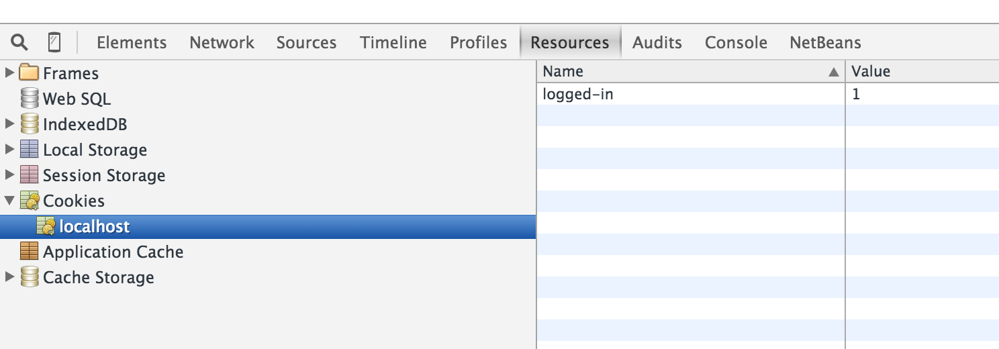 Elements Network Sources Timeline Profiles Resources Audits Console NetBeans
Frames
Web SQL
IndexedDB
Local Storage
Session Storage
Cookies
localhost
Application Cache
Cache Storage
Name Value
logged-in 1